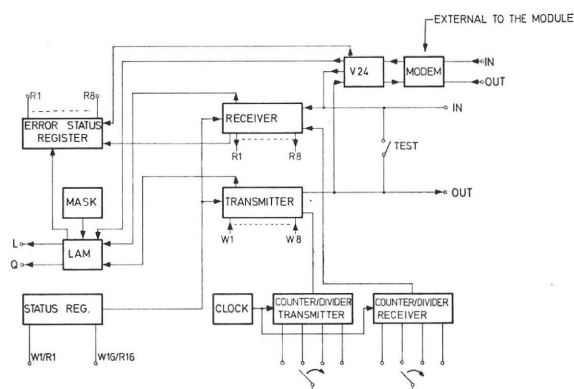 EXTERNAL TO THE MODULE
V24
MODEM
IN
OUT
R1
R8
ERROR STATUS
REGISTER
RECEIVER
R1
R8
IN
TEST
MASK
TRANSMITTER
OUT
W1
W8
L
Q
LAM
STATUS REG.
CLOCK
COUNTER/DIVIDER
TRANSMITTER
COUNTER/DIVIDER
RECEIVER
W1/R1
W16/R16